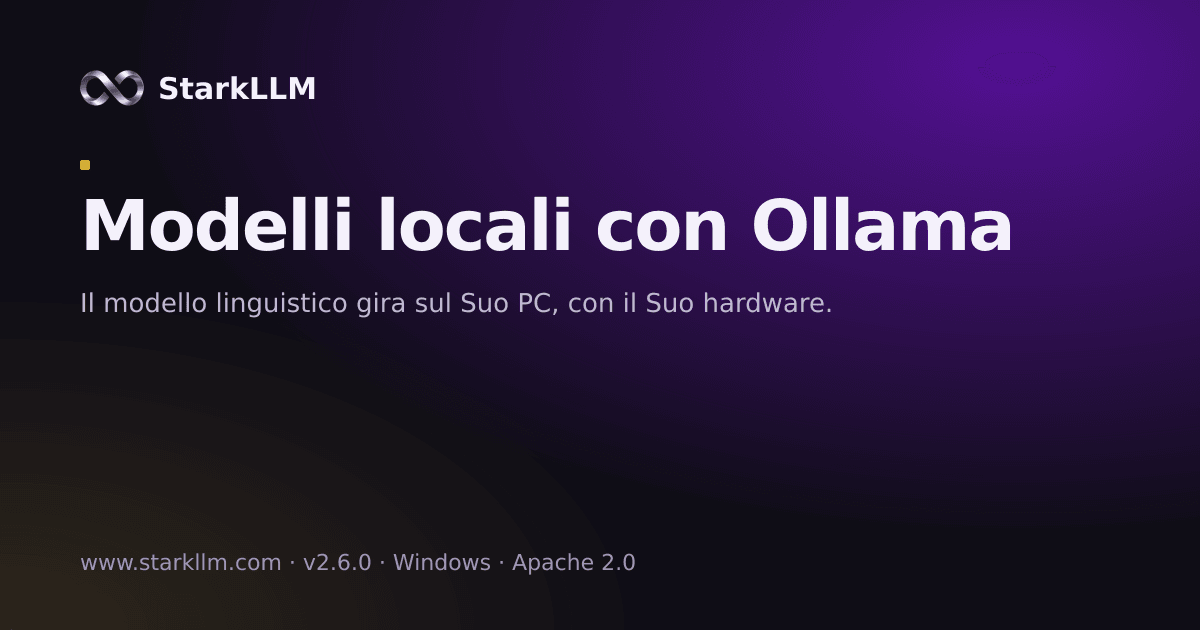 StarkLLM
Modelli locali con Ollama
Il modello linguistico gira sul Suo PC, con il Suo hardware.
www.starkllm.com · v2.6.0 · Windows · Apache 2.0